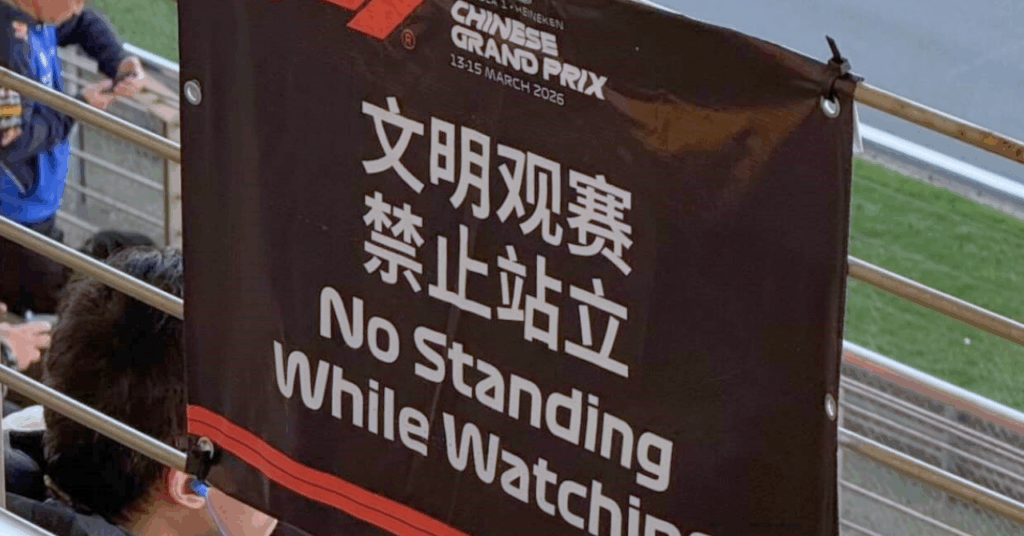 HEINEKEN
CHINESE
GRAND PRIX
13-15 MARCH 2026
文明观赛
禁止站立
No Standing
While Watching